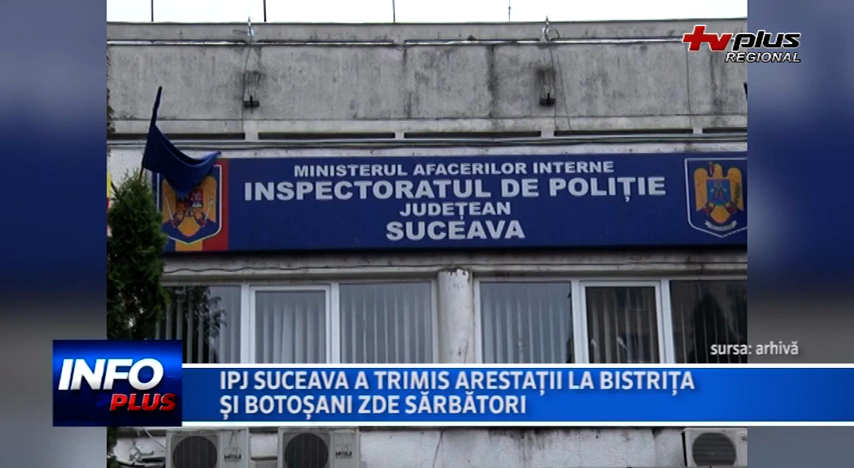 tvplus
REGIONAL
MINISTERUL AFACERILOR INTERNE
INSPECTORATUL DE POLIȚIE
JUDEȚEAN
SUCEAVA
sursa: arhivă
INFO
PLUS
IPJ SUCEAVA A TRIMIS ARESTAȚII LA BISTRIȚA
ȘI BOTOȘANI ZDE SĂRBĂTORI